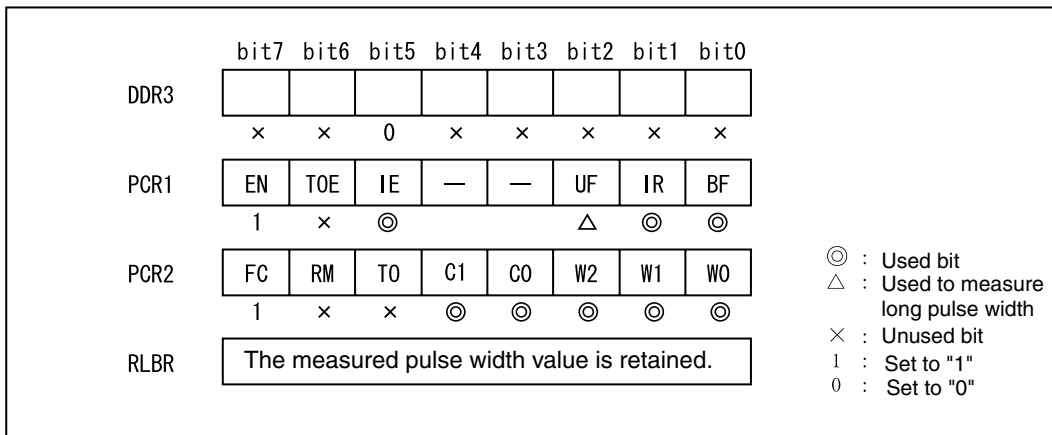 bit7 bit6 bit5 bit4 bit3 bit2 bit1 bit0
DDR3
× × 0 × × × × ×
PCR1 EN TOE IE — — UF IR BF
1 × ◎ △ ◎ ◎
PCR2 FC RM TO C1 C0 W2 W1 W0
1 × × ◎ ◎ ◎ ◎ ◎
RLBR The measured pulse width value is retained.
◎ : Used bit
△ : Used to measure
long pulse width
× : Unused bit
1 : Set to "1"
0 : Set to "0"